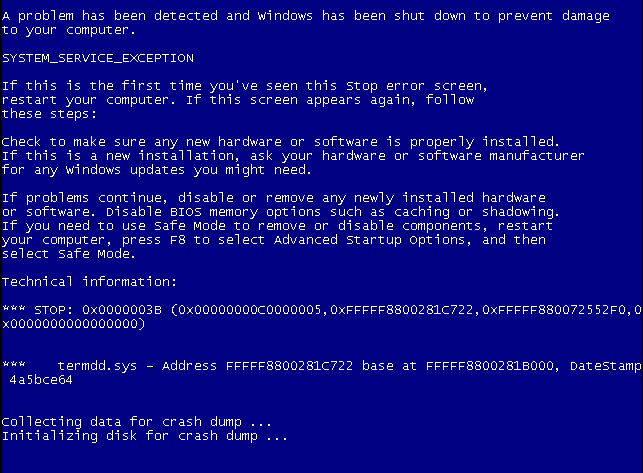 A problem has been detected and Windows has been shut down to prevent damage
to your computer.
SYSTEM_SERVICE_EXCEPTION
If this is the first time you've seen this Stop error screen,
restart your computer. If this screen appears again, follow
these steps:
Check to make sure any new hardware or software is properly installed.
If this is a new installation, ask your hardware or software manufacturer
for any Windows updates you might need.
If problems continue, disable or remove any newly installed hardware
or software. Disable BIOS memory options such as caching or shadowing.
If you need to use Safe Mode to remove or disable components, restart
your computer, press F8 to select Advanced Startup Options, and then
select Safe Mode.
Technical information:
*** STOP: 0x0000003B (0x00000000C0000005,0xFFFFF8800281C722,0xFFFFF880072552F0,0
x0000000000000000)
***    termdd.sys - Address FFFFF8800281C722 base at FFFFF8800281B000, DateStamp
 4a5bce64
Collecting data for crash dump ...
Initializing disk for crash dump ...